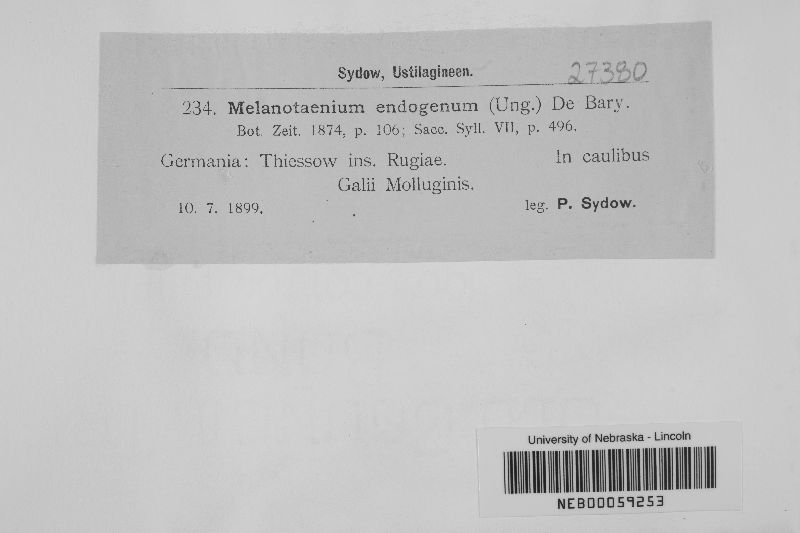 Sydow, Ustilagineen.
27380
234. Melanotaenium endogenum (Ung.) De Bary.
Bot. Zeit. 1874, p. 106; Sacc. Syll. VII, p. 496.
Germania: Thiessow ins. Rugiae. In caulibus
Galii Molluginis.
10. 7. 1899. leg. P. Sydow.
University of Nebraska - Lincoln
NEB00059253